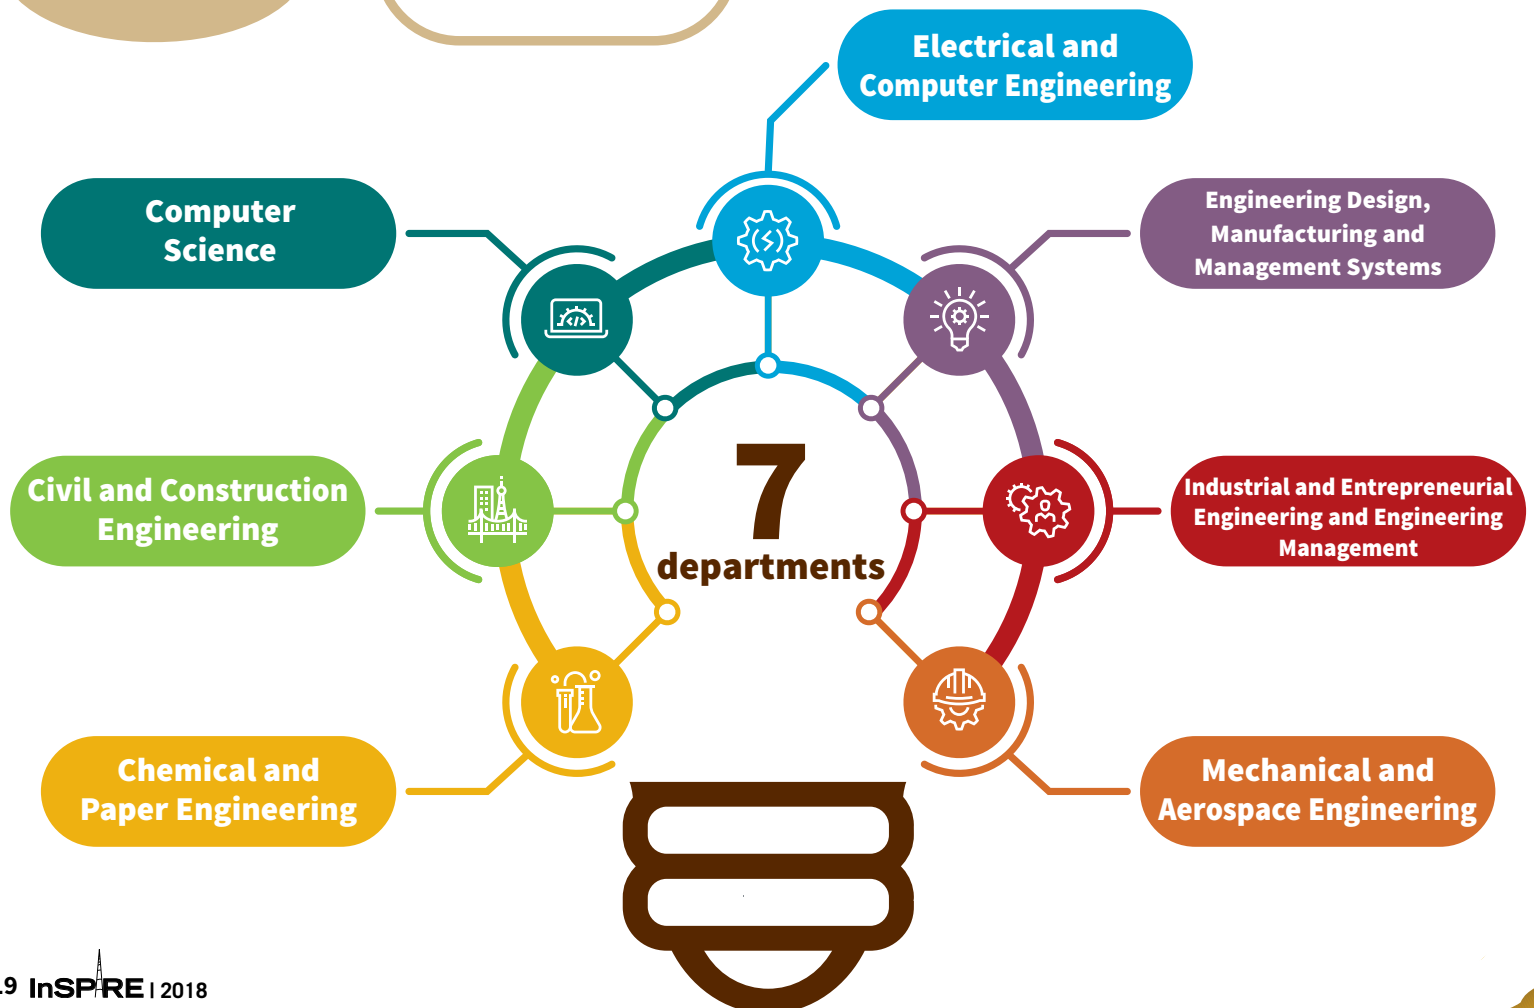 Electrical and
Computer Engineering
Computer
Science
Engineering Design,
Manufacturing and
Management Systems
Civil and Construction
Engineering
7
departments
Industrial and Entrepreneurial
Engineering and Engineering
Management
Chemical and
Paper Engineering
Mechanical and
Aerospace Engineering
9 InSPIRE | 2018